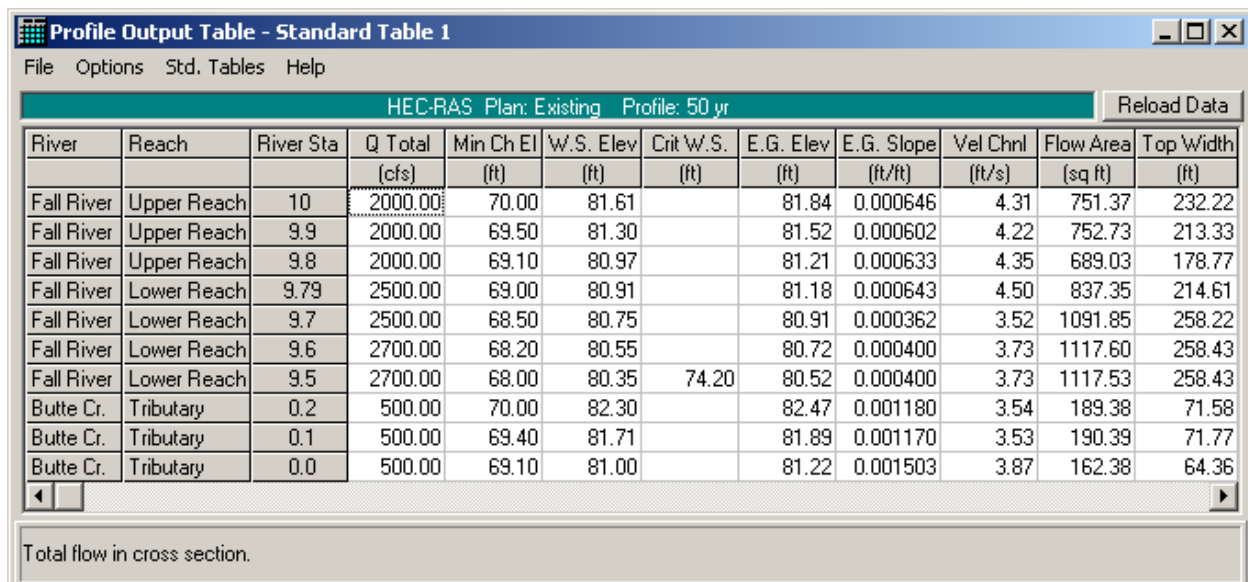 Profile Output Table - Standard Table 1
File Options Std. Tables Help
HEC-RAS Plan: Existing Profile: 50 yr Reload Data
River Reach River Sta Q Total Min Ch El W.S. Elev Crit W.S. E.G. Elev E.G. Slope Vel Chnl Flow Area Top Width
(cfs) (ft) (ft) (ft) (ft) (ft/ft) (ft/s) (sq ft) (ft)
Fall River Upper Reach 10 2000.00 70.00 81.61 81.84 0.000646 4.31 751.37 232.22
Fall River Upper Reach 9.9 2000.00 69.50 81.30 81.52 0.000602 4.22 752.73 213.33
Fall River Upper Reach 9.8 2000.00 69.10 80.97 81.21 0.000633 4.35 689.03 178.77
Fall River Lower Reach 9.79 2500.00 69.00 80.91 81.18 0.000643 4.50 837.35 214.61
Fall River Lower Reach 9.7 2500.00 68.50 80.75 80.91 0.000362 3.52 1091.85 258.22
Fall River Lower Reach 9.6 2700.00 68.20 80.55 80.72 0.000400 3.73 1117.60 258.43
Fall River Lower Reach 9.5 2700.00 68.00 80.35 74.20 80.52 0.000400 3.73 1117.53 258.43
Butte Cr. Tributary 0.2 500.00 70.00 82.30 82.47 0.001180 3.54 189.38 71.58
Butte Cr. Tributary 0.1 500.00 69.40 81.71 81.89 0.001170 3.53 190.39 71.77
Butte Cr. Tributary 0.0 500.00 69.10 81.00 81.22 0.001503 3.87 162.38 64.36
Total flow in cross section.